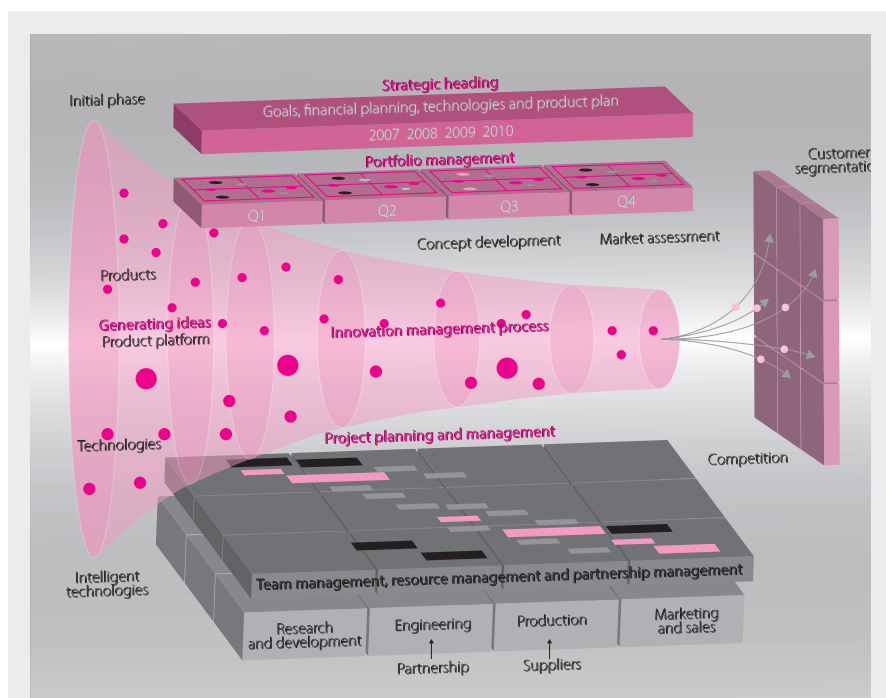 Strategic heading
Initial phase
Goals, financial planning, technologies and product plan
2007 2008 2009 2010
Portfolio management
Customer
segmentatio
Q1
Q2
Q3
Q4
Concept development
Market assessment
Products
Generating ideas
Product platform
Innovation management process
Technologies
Project planning and management
Competition
Intelligent
technologies
Team management, resource management and partnership management
Research
and development
Engineering
Production
Marketing
and sales
Partnership
Suppliers